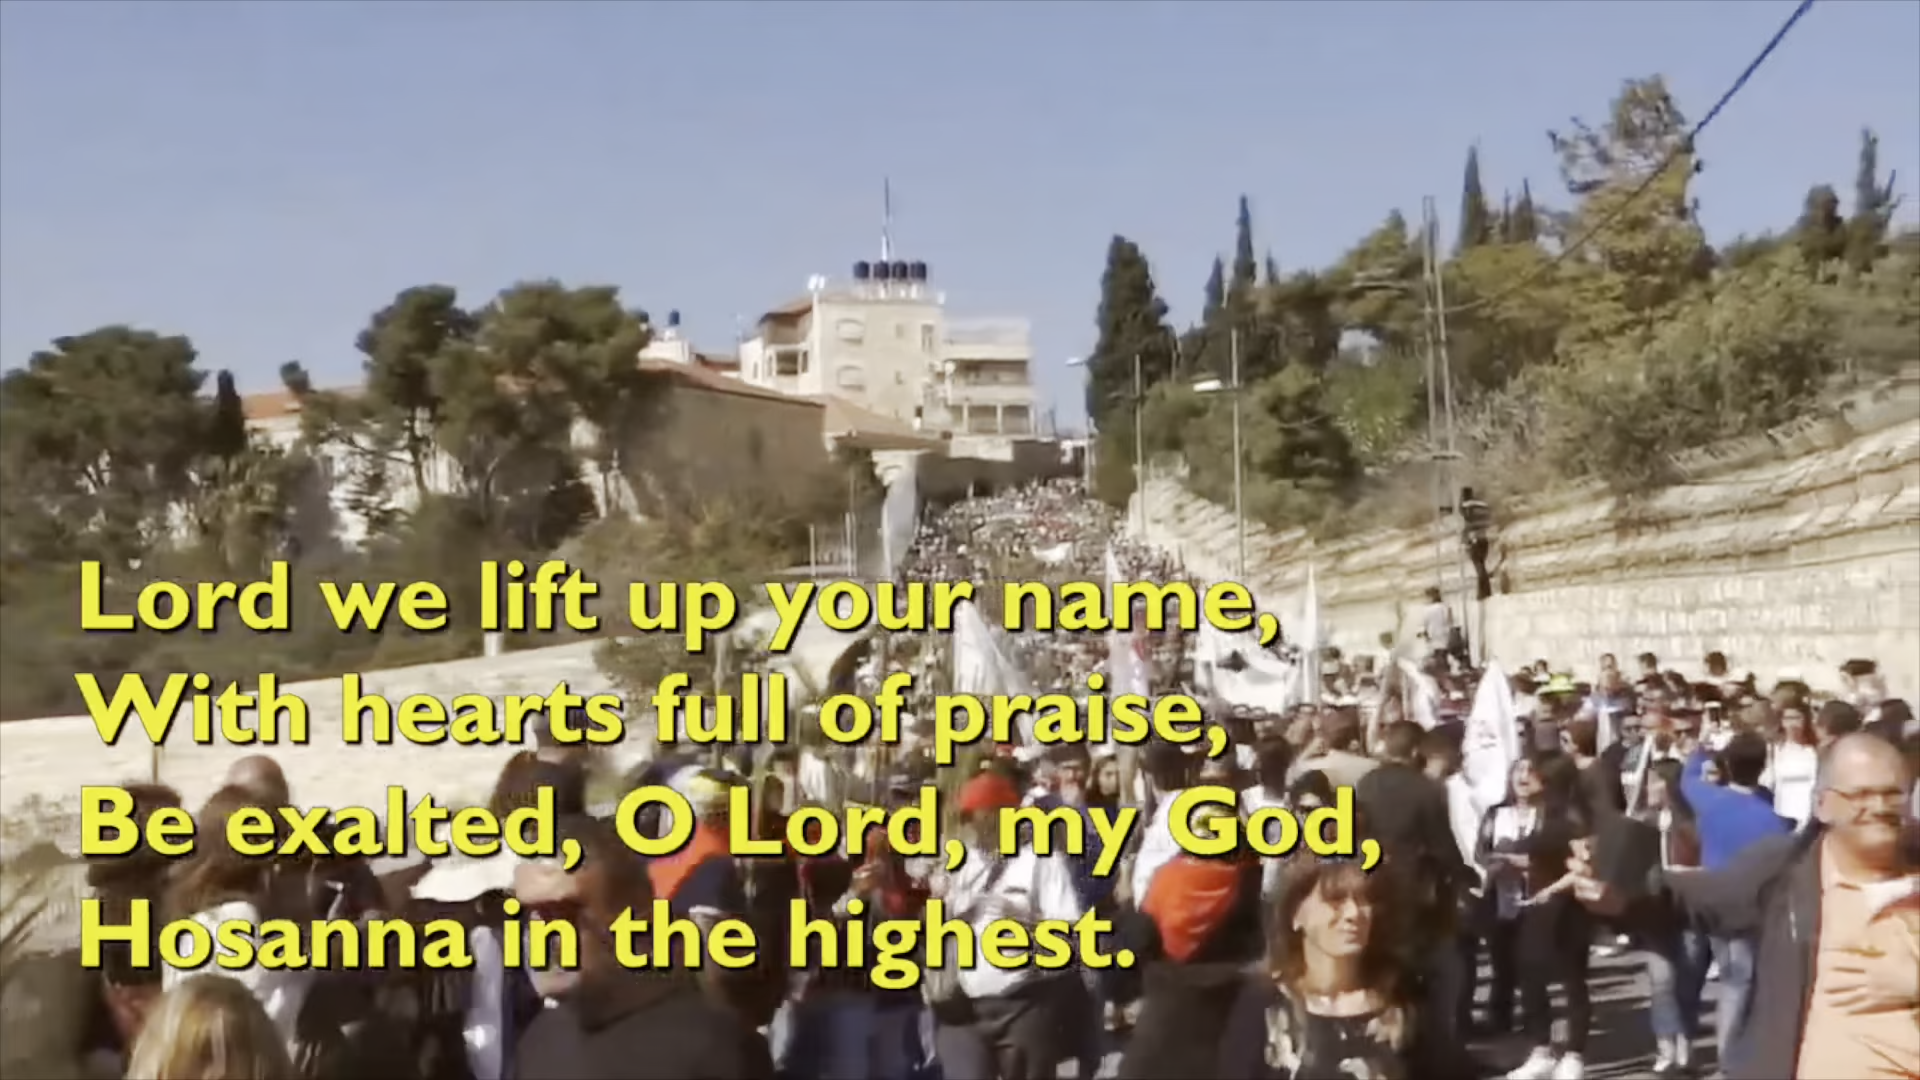 Lord we lift up your name,
With hearts full of praise,
Be exalted, O Lord, my God,
Hosanna in the highest.